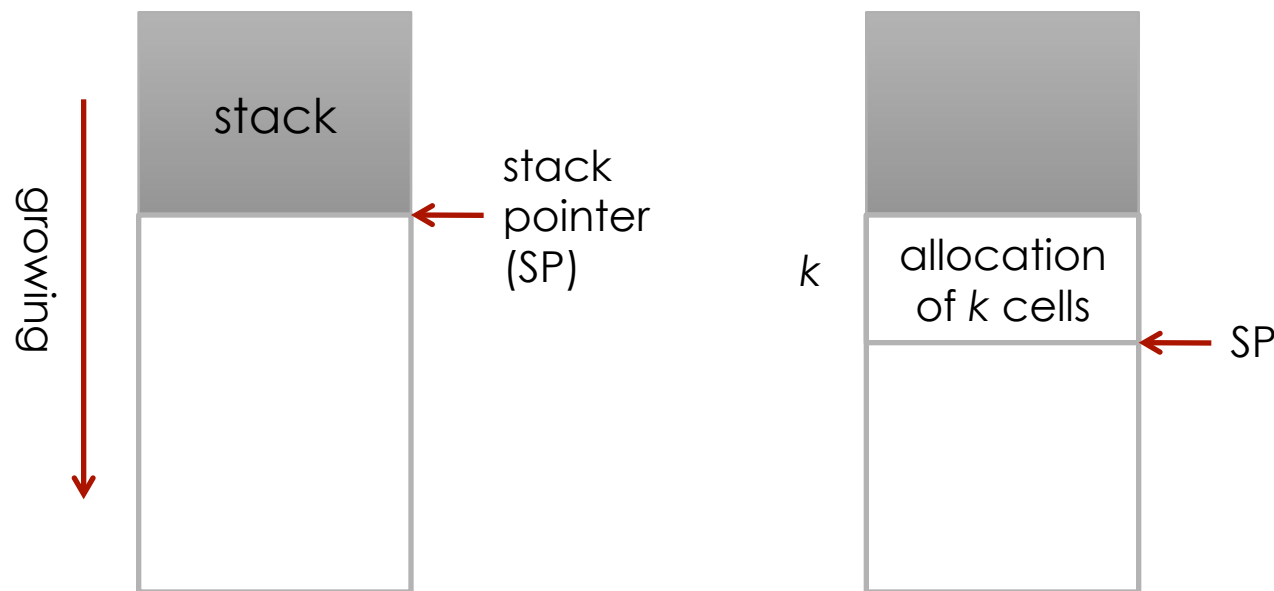 growing
stack
stack
pointer
(SP)
k
allocation
of k cells
SP